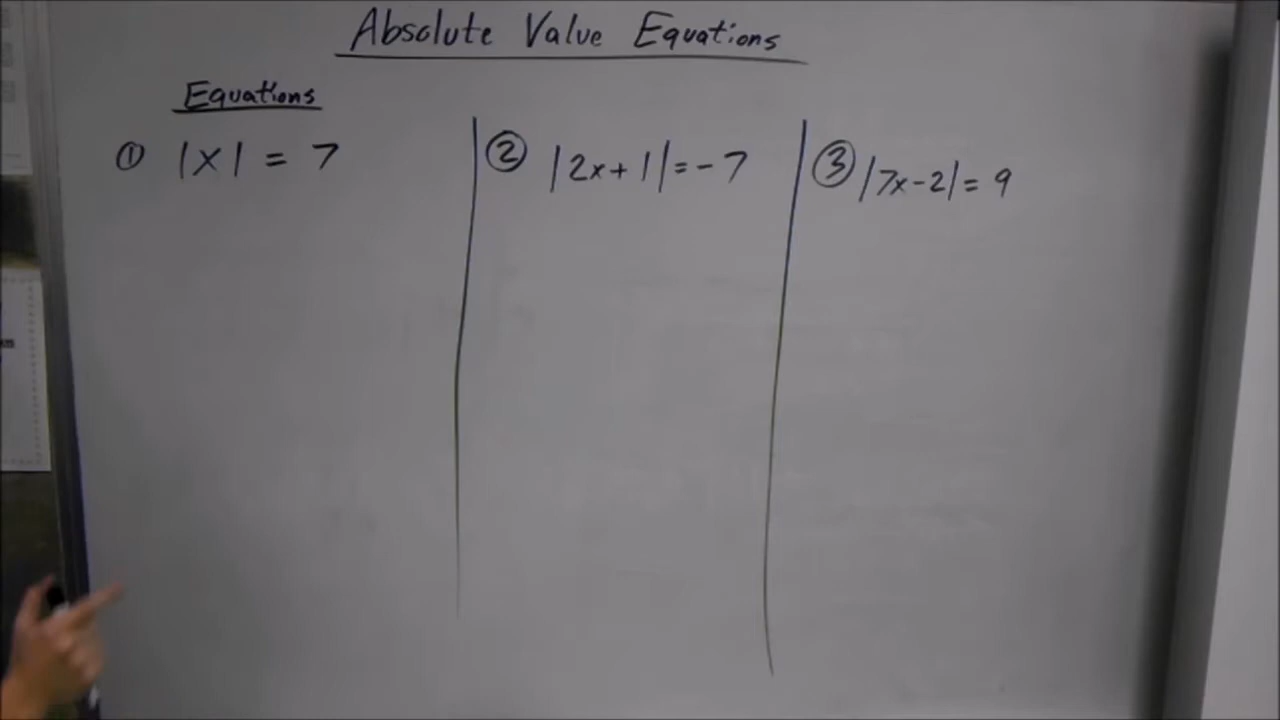 Absolute Value Equations
Equations
① |x| = 7
② |2x+1| = -7
③ |7x-2| = 9